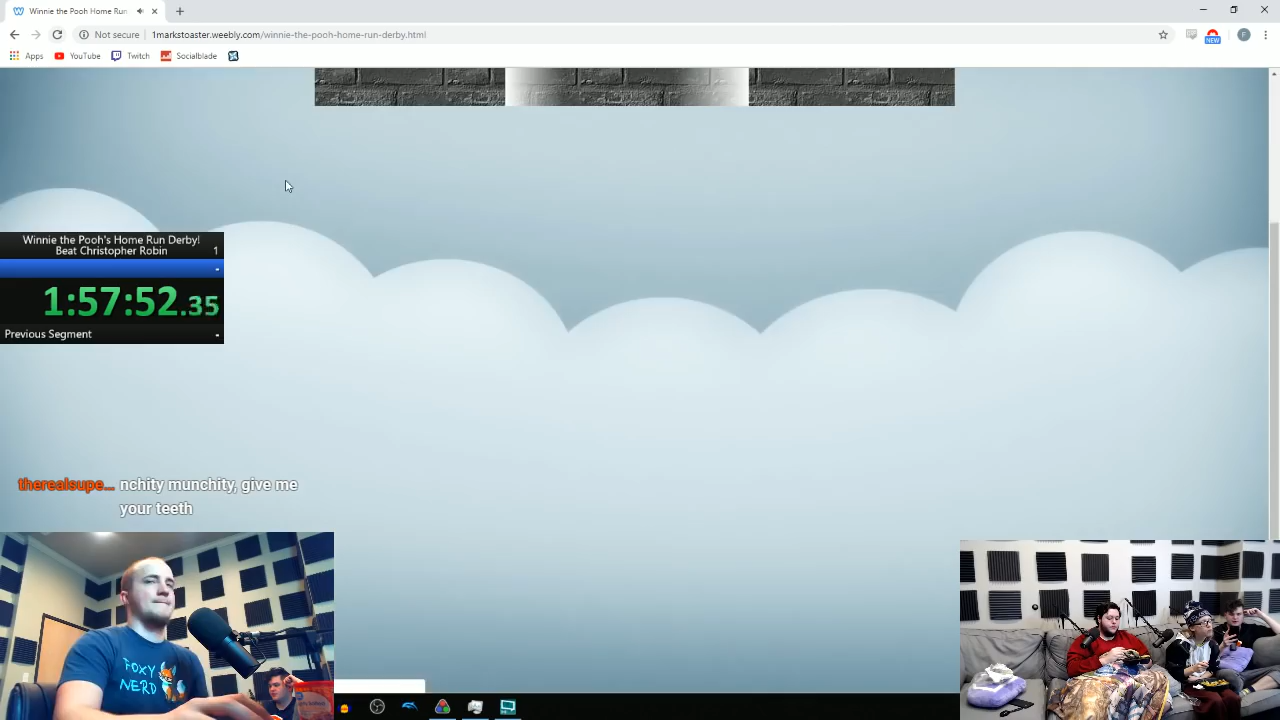 Winnie the Pooh Home Run
Not secure
1markstoaster.weebly.com/winnie-the-pooh-home-run-derby.html
NEW
F
Apps
YouTube
Twitch
Socialblade
Winnie the Pooh's Home Run Derby!
Beat Christopher Robin 1
-
1:57:52.35
Previous Segment -
therealsupe... nchity munchity, give me
your teeth
FOXY
NERD